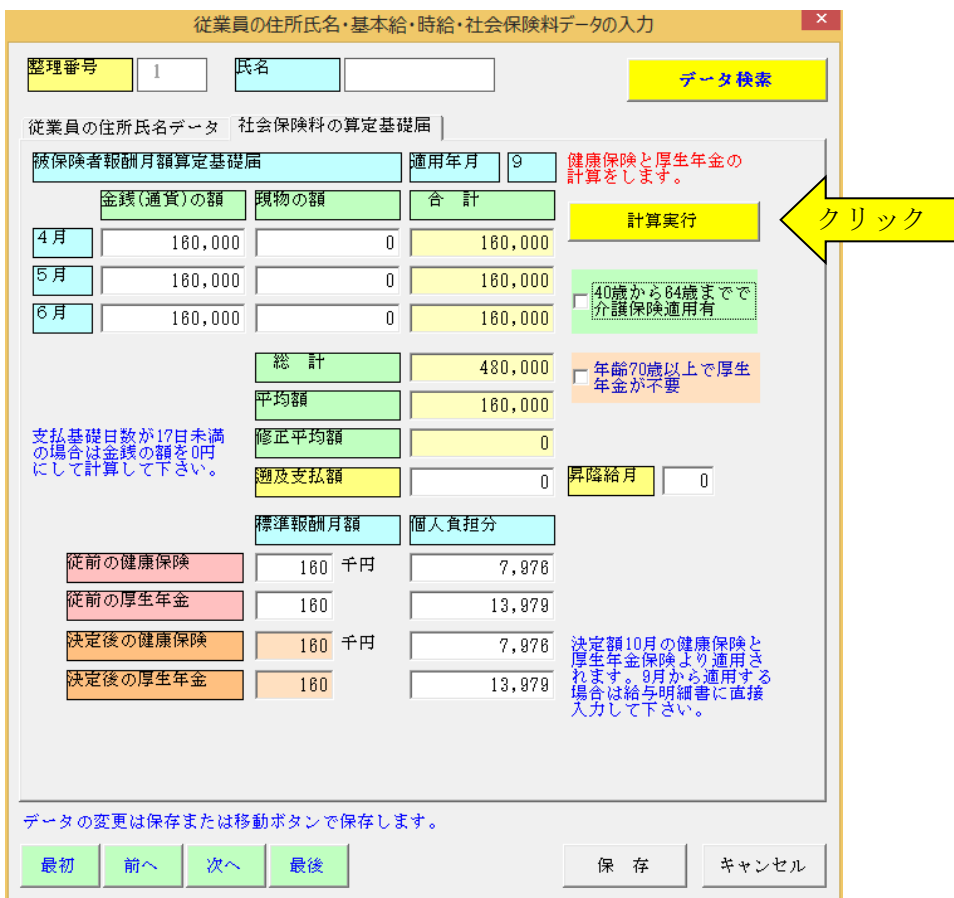 従業員の住所氏名・基本給・時給・社会保険料データの入力
整理番号 1 氏名 データ検索
従業員の住所氏名データ 社会保険料の算定基礎届
被保険者報酬月額算定基礎届 適用年月 9
健康保険と厚生年金の
計算をします。
金銭(通貨)の額 現物の額 合 計
計算実行
クリック
4月 160,000 0 160,000
5月 160,000 0 160,000
6月 160,000 0 160,000
40歳から64歳までで
介護保険適用有
総 計 480,000
年齢70歳以上で厚生
年金が不要
平均額 160,000
支払基礎日数が17日未満
の場合は金銭の額を0円
にして計算して下さい。
修正平均額 0
遡及支払額 0 昇降給月 0
標準報酬月額 個人負担分
従前の健康保険 160 千円 7,976
従前の厚生年金 160 13,979
決定後の健康保険 160 千円 7,976
決定後の厚生年金 160 13,979
決定額10月の健康保険と
厚生年金保険より適用さ
れます。9月から適用する
場合は給与明細書に直接
入力して下さい。
データの変更は保存または移動ボタンで保存します。
最初 前へ 次へ 最後 保 存 キャンセル